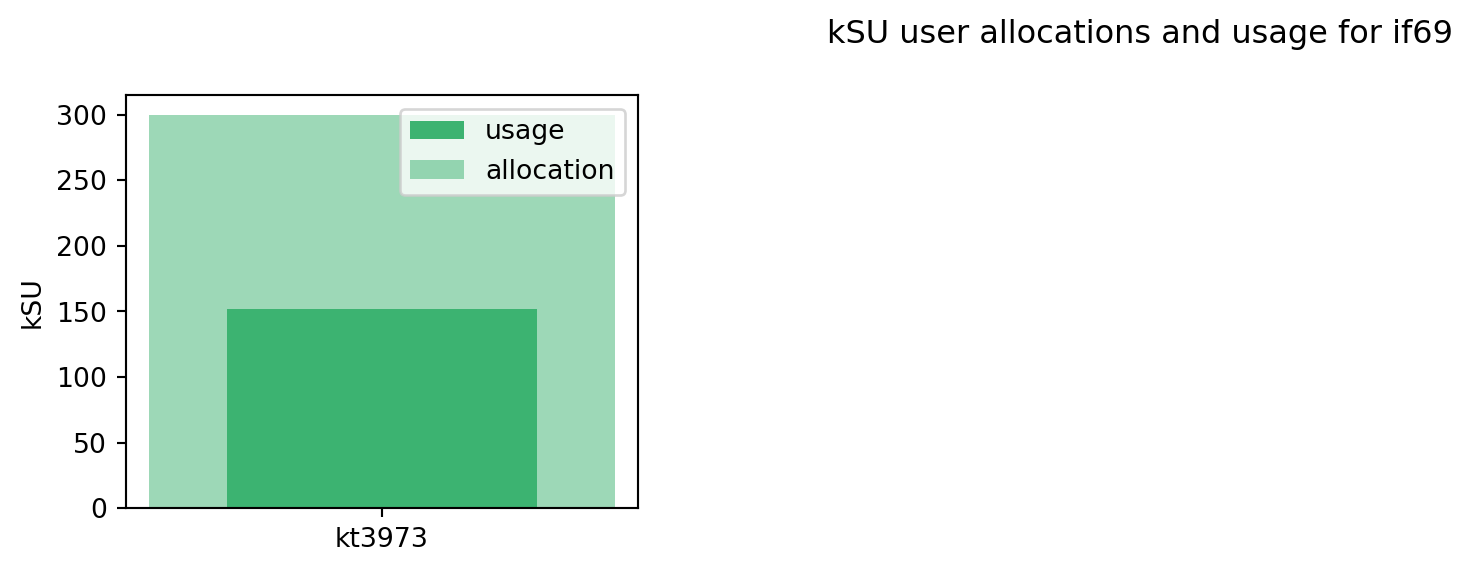 kSU user allocations and usage for if69
300
250
200
150
100
50
0
kSU
usage
allocation
kt3973